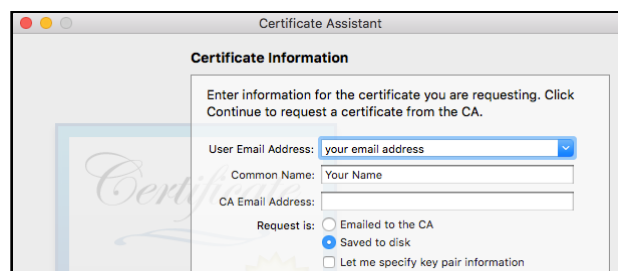 Certificate Assistant
Certificate Information
Enter information for the certificate you are requesting. Click
Continue to request a certificate from the CA.
User Email Address: your email address
Common Name: Your Name
CA Email Address:
Request is: Emailed to the CA
Saved to disk
Let me specify key pair information
Certificate